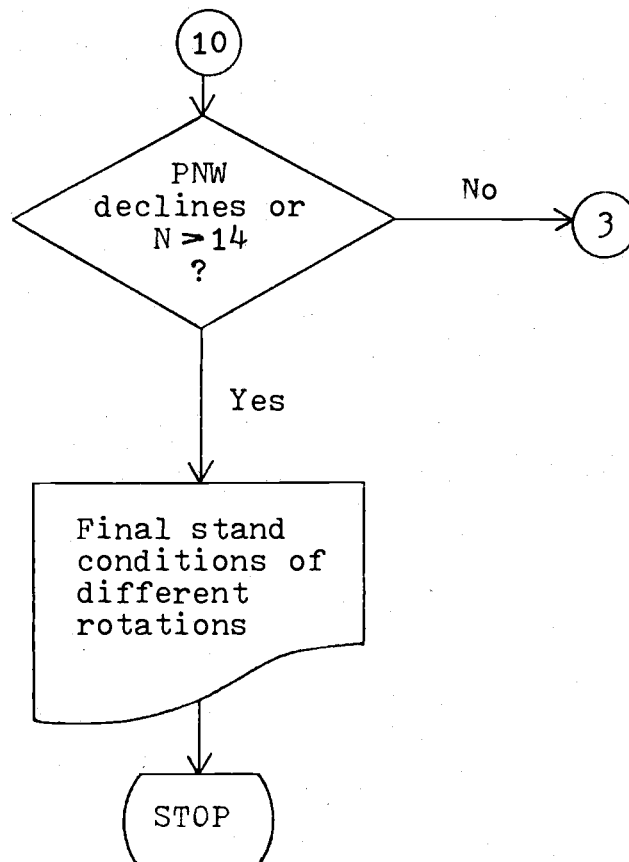 10
PNW
declines or
N > 14
?
No
3
Yes
Final stand
conditions of
different
rotations
STOP